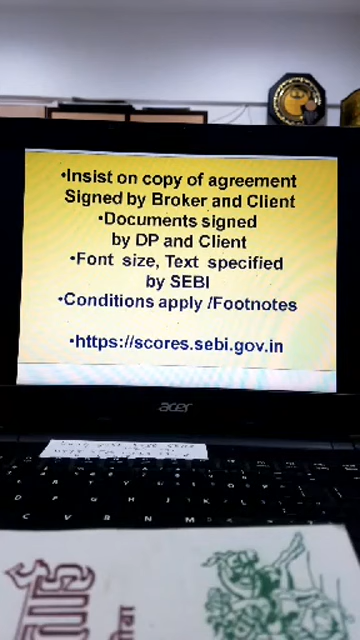 •Insist on copy of agreement
Signed by Broker and Client
•Documents signed
by DP and Client
•Font size, Text specified
by SEBI
•Conditions apply /Footnotes
•https://scores.sebi.gov.in
acer